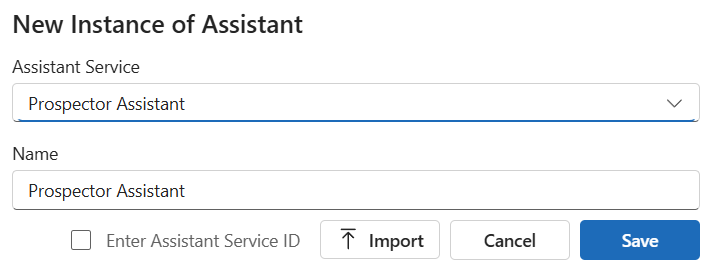 New Instance of Assistant
Assistant Service
Prospector Assistant
Name
Prospector Assistant
Enter Assistant Service ID Import Cancel Save